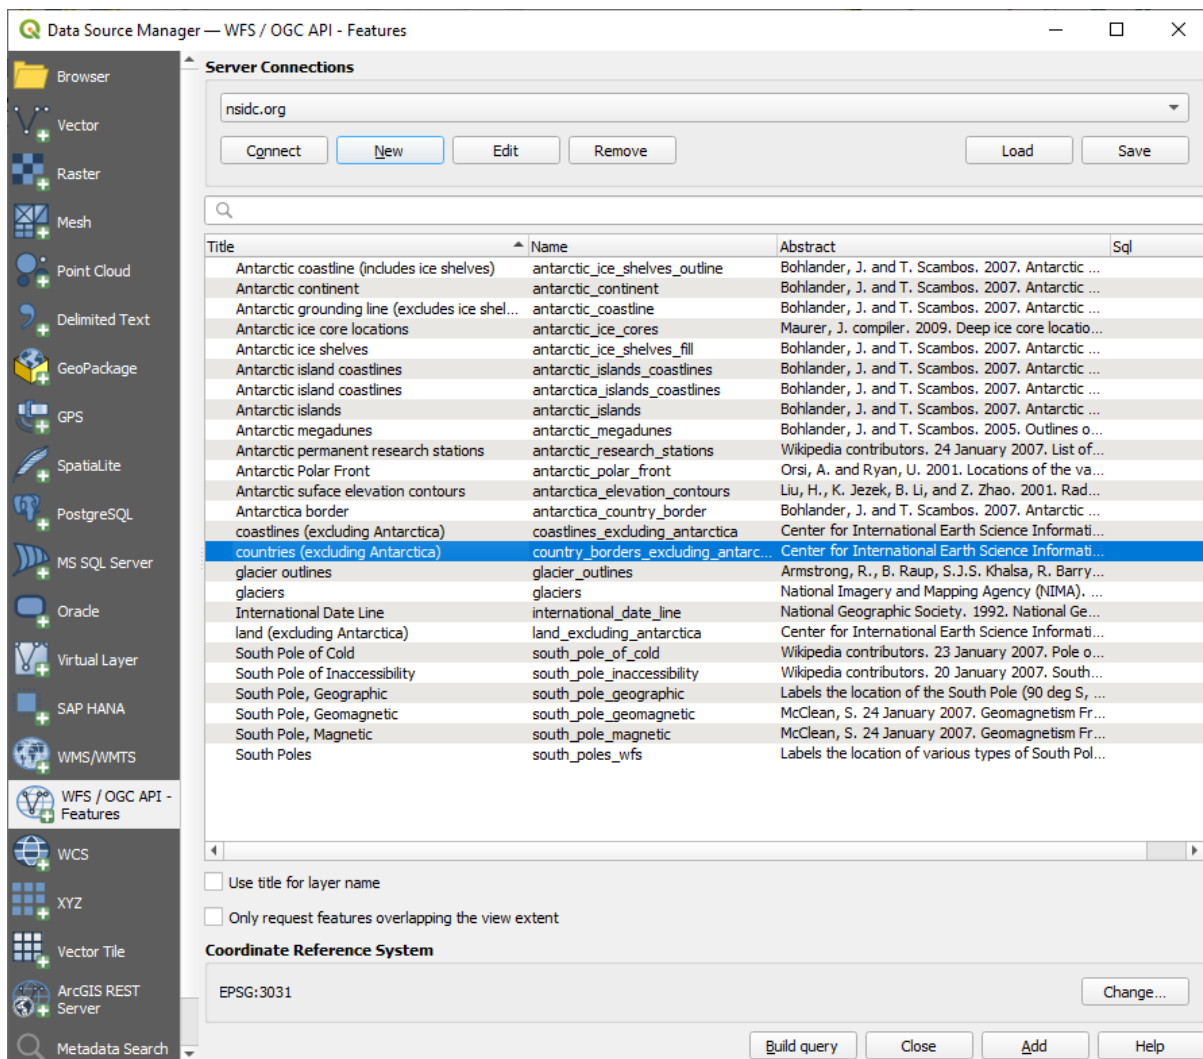 Data Source Manager — WFS / OGC API - Features
Browser
Vector
Raster
Mesh
Point Cloud
Delimited Text
GeoPackage
GPS
SpatiaLite
PostgreSQL
MS SQL Server
Oracle
Virtual Layer
SAP HANA
WMS/WMTS
WFS / OGC API -
Features
WCS
XYZ
Vector Tile
ArcGIS REST
Server
Metadata Search
Server Connections
nsidc.org
Connect New Edit Remove Load Save
Title Name Abstract Sql
Antarctic coastline (includes ice shelves) antarctic_ice_shelves_outline Bohlander, J. and T. Scambos. 2007. Antarctic ...
Antarctic continent antarctic_continent Bohlander, J. and T. Scambos. 2007. Antarctic ...
Antarctic grounding line (excludes ice shel... antarctic_coastline Bohlander, J. and T. Scambos. 2007. Antarctic ...
Antarctic ice core locations antarctic_ice_cores Maurer, J. compiler. 2009. Deep ice core locatio...
Antarctic ice shelves antarctic_ice_shelves_fill Bohlander, J. and T. Scambos. 2007. Antarctic ...
Antarctic island coastlines antarctic_islands_coastlines Bohlander, J. and T. Scambos. 2007. Antarctic ...
Antarctic island coastlines antarctica_islands_coastlines Bohlander, J. and T. Scambos. 2007. Antarctic ...
Antarctic islands antarctic_islands Bohlander, J. and T. Scambos. 2007. Antarctic ...
Antarctic megadunes antarctic_megadunes Bohlander, J. and T. Scambos. 2005. Outlines o...
Antarctic permanent research stations antarctic_research_stations Wikipedia contributors. 24 January 2007. List of...
Antarctic Polar Front antarctic_polar_front Orsi, A. and Ryan, U. 2001. Locations of the va...
Antarctic suface elevation contours antarctica_elevation_contours Liu, H., K. Jezek, B. Li, and Z. Zhao. 2001. Rad...
Antarctica border antarctica_country_border Bohlander, J. and T. Scambos. 2007. Antarctic ...
coastlines (excluding Antarctica) coastlines_excluding_antarctica Center for International Earth Science Informati...
countries (excluding Antarctica) country_borders_excluding_antarc... Center for International Earth Science Informati...
glacier outlines glacier_outlines Armstrong, R., B. Raup, S.J.S. Khalsa, R. Barry...
glaciers glaciers National Imagery and Mapping Agency (NIMA). ...
International Date Line international_date_line National Geographic Society. 1992. National Ge...
land (excluding Antarctica) land_excluding_antarctica Center for International Earth Science Informati...
South Pole of Cold south_pole_of_cold Wikipedia contributors. 23 January 2007. Pole o...
South Pole of Inaccessibility south_pole_inaccessibility Wikipedia contributors. 20 January 2007. South...
South Pole, Geographic south_pole_geographic Labels the location of the South Pole (90 deg S, ...
South Pole, Geomagnetic south_pole_geomagnetic McClean, S. 24 January 2007. Geomagnetism Fr...
South Pole, Magnetic south_pole_magnetic McClean, S. 24 January 2007. Geomagnetism Fr...
South Poles south_poles_wfs Labels the location of various types of South Pol...
Use title for layer name
Only request features overlapping the view extent
Coordinate Reference System
EPSG:3031 Change...
Build query Close Add Help